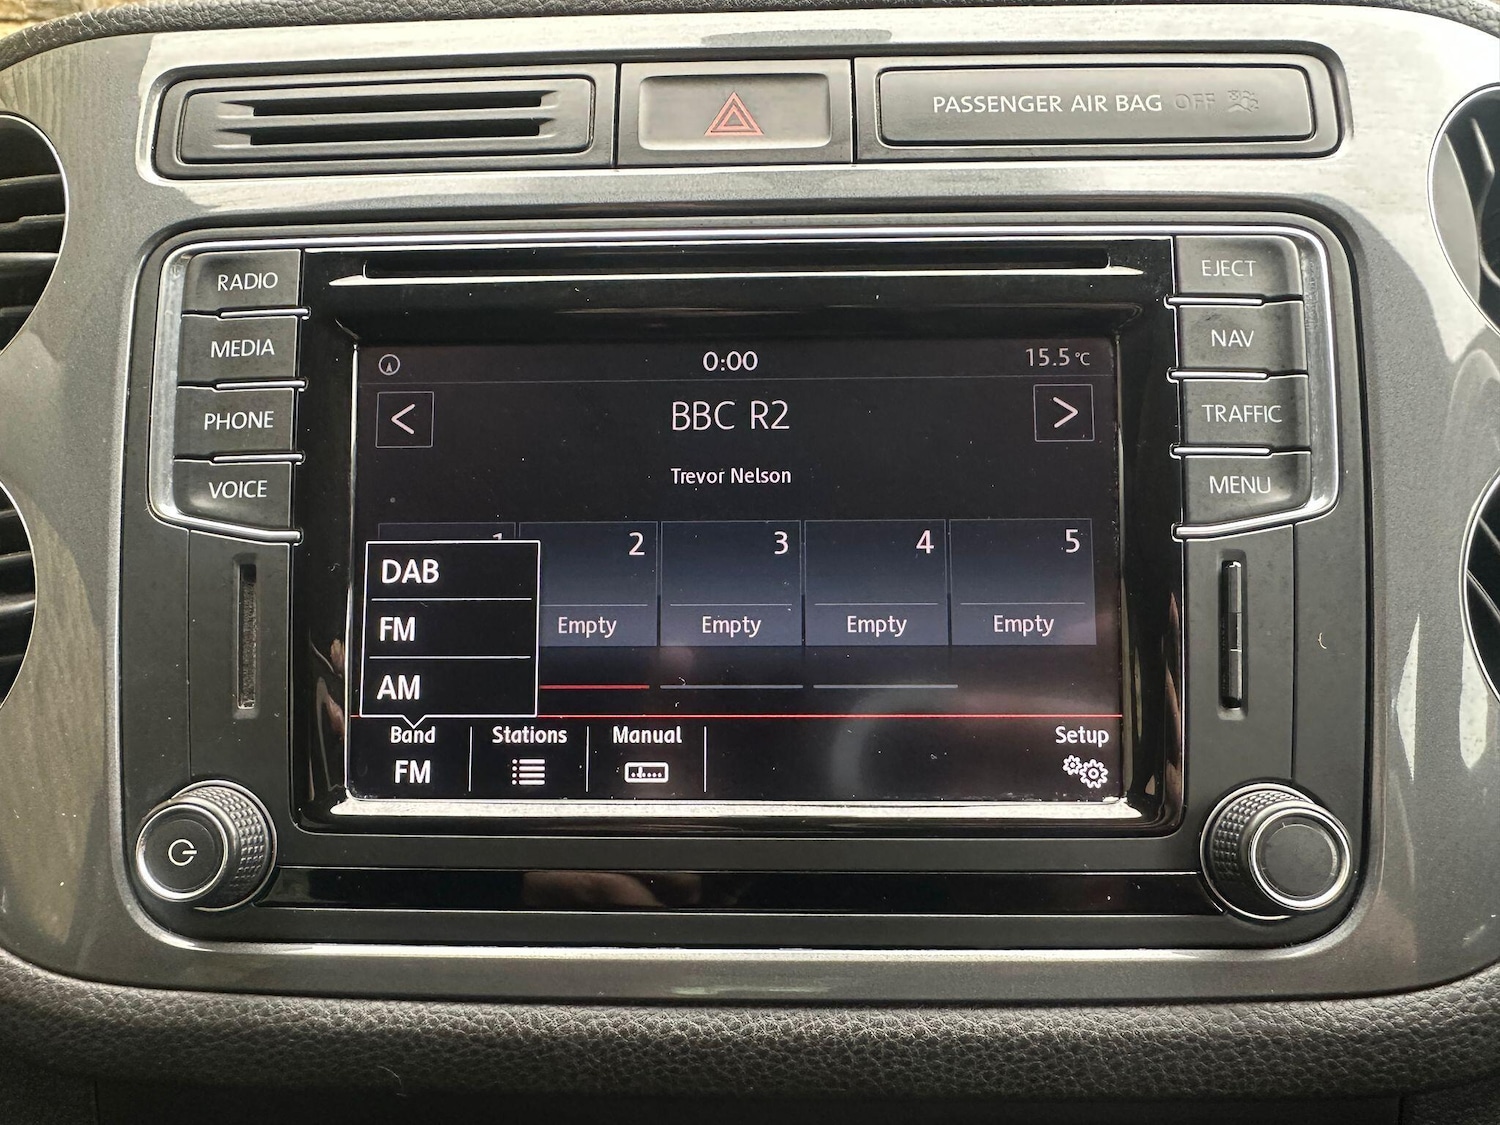 PASSENGER AIR BAG OFF
RADIO
MEDIA
PHONE
VOICE
EJECT
NAV
TRAFFIC
MENU
0:00
15.5 °C
<
BBC R2
>
Trevor Nelson
1
2
3
4
5
Empty
Empty
Empty
Empty
DAB
FM
AM
Band
FM
Stations
Manual
Setup